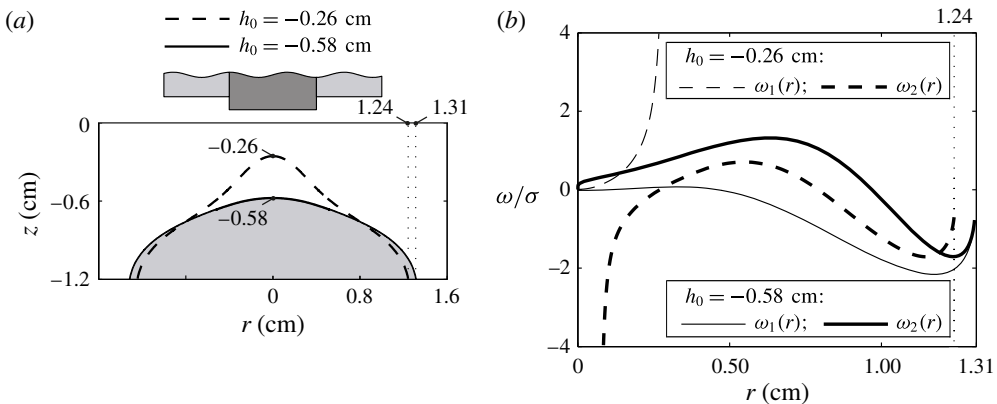 (a)
h₀ = −0.26 cm
h₀ = −0.58 cm
1.24 1.31
0
−0.6
−1.2
z (cm)
−0.26
−0.58
0 0.8 1.6
r (cm)
(b)
1.24
4
2
0
−2
−4
ω/σ
h₀ = −0.26 cm:
ω₁(r); ω₂(r)
h₀ = −0.58 cm:
ω₁(r); ω₂(r)
0 0.50 1.00 1.31
r (cm)